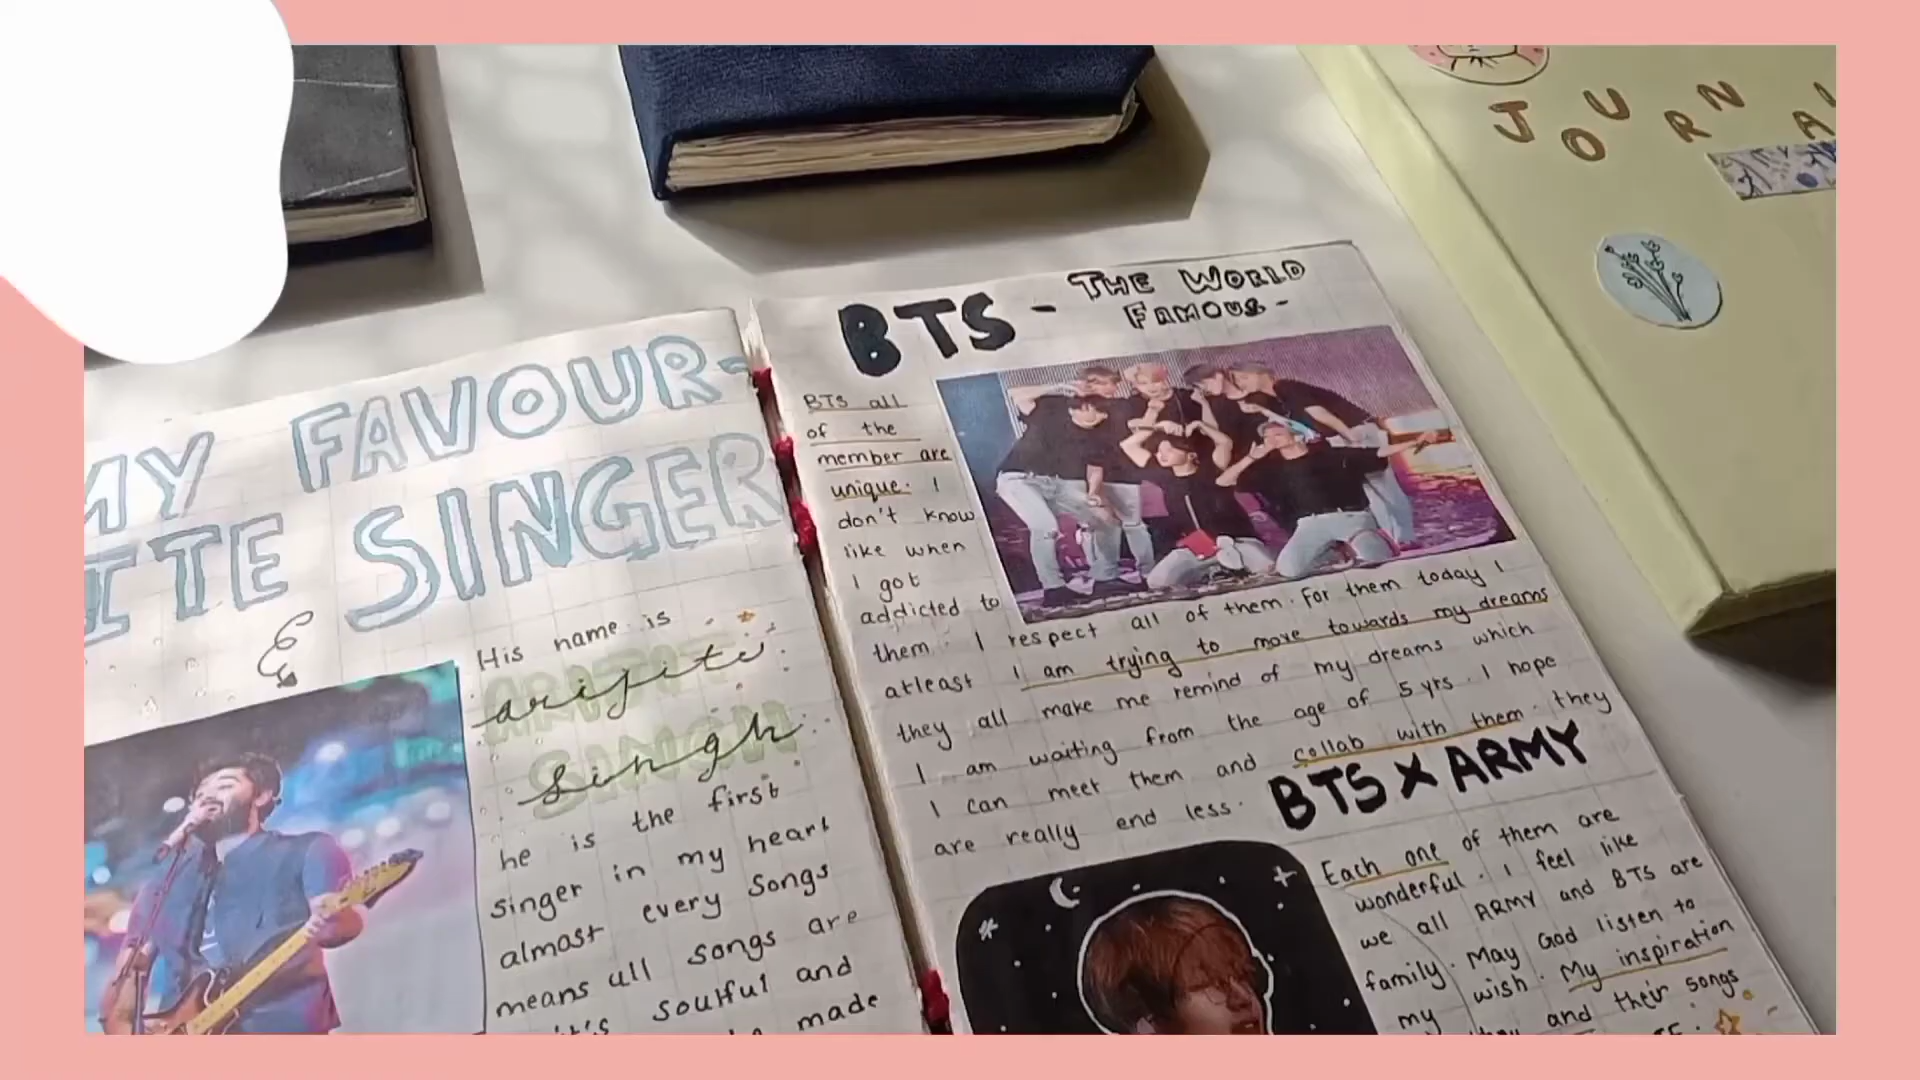 JOURNAL
MY FAVOUR-
ITE SINGER
&
His name is
arijit
singh
ARIJIT
SINGH
he is the first
singer in my heart
almost every songs
means all songs are
it's soulful and
made
BTS - THE WORLD
FAMOUS -
BTS all
of the
member are
unique. I
don't know
like when
I got
addicted to
them. I respect all of them. For them today I
atleast I am trying to move towards my dreams
they all make me remind of my dreams which
I am waiting from the age of 5 yrs. I hope
I can meet them and collab with them. they
are really end less.
BTS X ARMY
Each one of them are
wonderful. I feel like
we all ARMY and BTS are
family. May God listen to
my wish. My inspiration
and their songs